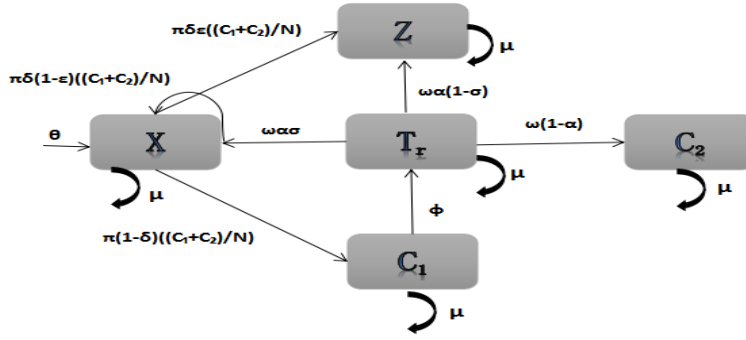 πδε((C₁+C₂)/N)
Z
μ
πδ(1-ε)((C₁+C₂)/N)
ωα(1-σ)
θ
X
ωασ
Tᵣ
ω(1-α)
C₂
μ
μ
μ
ф
π(1-δ)((C₁+C₂)/N)
C₁
μ